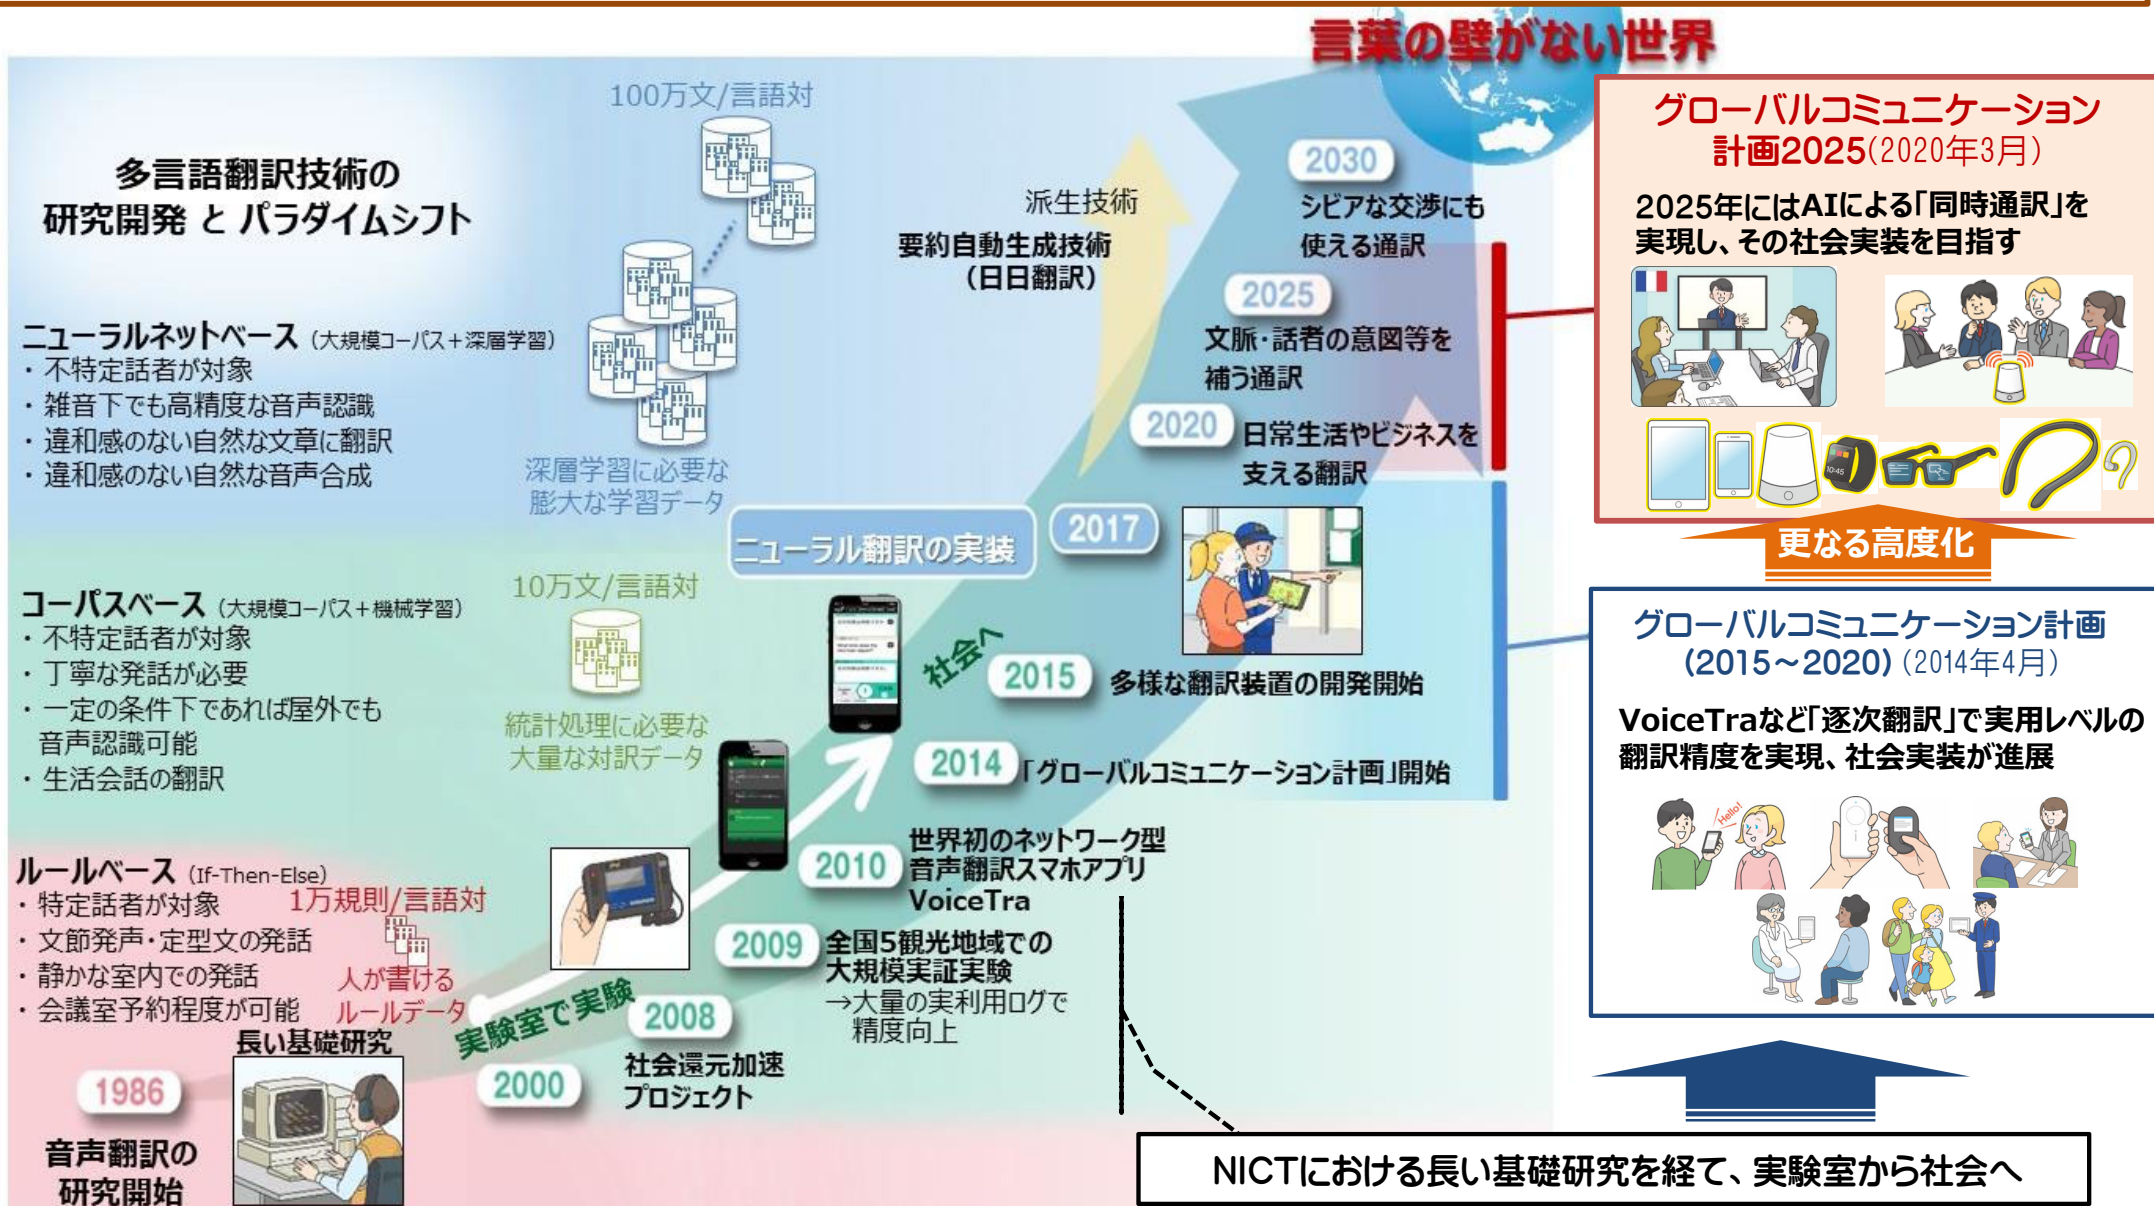 言葉の壁がない世界
多言語翻訳技術の
研究開発 と パラダイムシフト
100万文/言語対
ニューラルネットベース（大規模コーパス＋深層学習）
・不特定話者が対象
・雑音下でも高精度な音声認識
・違和感のない自然な文章に翻訳
・違和感のない自然な音声合成
深層学習に必要な
膨大な学習データ
派生技術
要約自動生成技術
（日日翻訳）
2030
シビアな交渉にも
使える通訳
2025
文脈・話者の意図等を
補う通訳
2020
日常生活やビジネスを
支える翻訳
ニューラル翻訳の実装
2017
コーパスベース（大規模コーパス＋機械学習）
・不特定話者が対象
・丁寧な発話が必要
・一定の条件下であれば屋外でも
音声認識可能
・生活会話の翻訳
10万文/言語対
統計処理に必要な
大量な対訳データ
社会へ
2015
多様な翻訳装置の開発開始
2014
「グローバルコミュニケーション計画」開始
2010
世界初のネットワーク型
音声翻訳スマホアプリ
VoiceTra
2009
全国5観光地域での
大規模実証実験
→大量の実利用ログで
精度向上
ルールベース（If-Then-Else）
・特定話者が対象
・文節発声・定型文の発話
・静かな室内での発話
・会議室予約程度が可能
1万規則/言語対
人が書ける
ルールデータ
実験室で実験
2008
社会還元加速
プロジェクト
2000
長い基礎研究
1986
音声翻訳の
研究開始
グローバルコミュニケーション
計画2025(2020年3月)
2025年にはAIによる「同時通訳」を
実現し、その社会実装を目指す
10:45
更なる高度化
グローバルコミュニケーション計画
(2015～2020)(2014年4月)
VoiceTraなど「逐次翻訳」で実用レベルの
翻訳精度を実現、社会実装が進展
Hello!
NICTにおける長い基礎研究を経て、実験室から社会へ